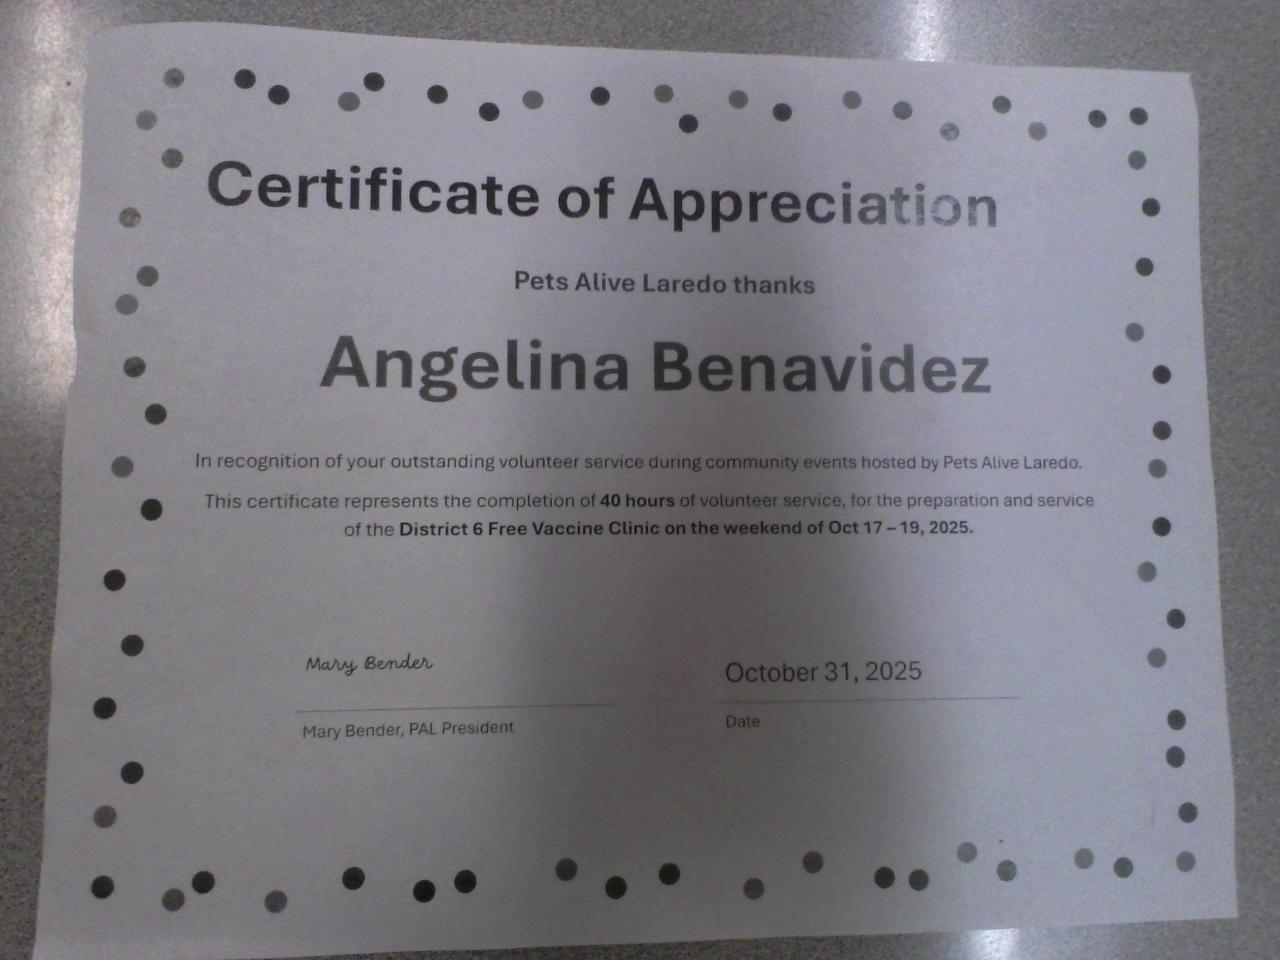 Certificate of Appreciation
Pets Alive Laredo thanks
Angelina Benavidez
In recognition of your outstanding volunteer service during community events hosted by Pets Alive Laredo.
This certificate represents the completion of 40 hours of volunteer service, for the preparation and service
of the District 6 Free Vaccine Clinic on the weekend of Oct 17 – 19, 2025.
Mary Bender
Mary Bender, PAL President
October 31, 2025
Date